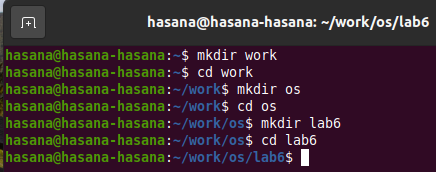 hasana@hasana-hasana: ~/work/os/lab6
hasana@hasana-hasana:~$ mkdir work
hasana@hasana-hasana:~$ cd work
hasana@hasana-hasana:~/work$ mkdir os
hasana@hasana-hasana:~/work$ cd os
hasana@hasana-hasana:~/work/os$ mkdir lab6
hasana@hasana-hasana:~/work/os$ cd lab6
hasana@hasana-hasana:~/work/os/lab6$